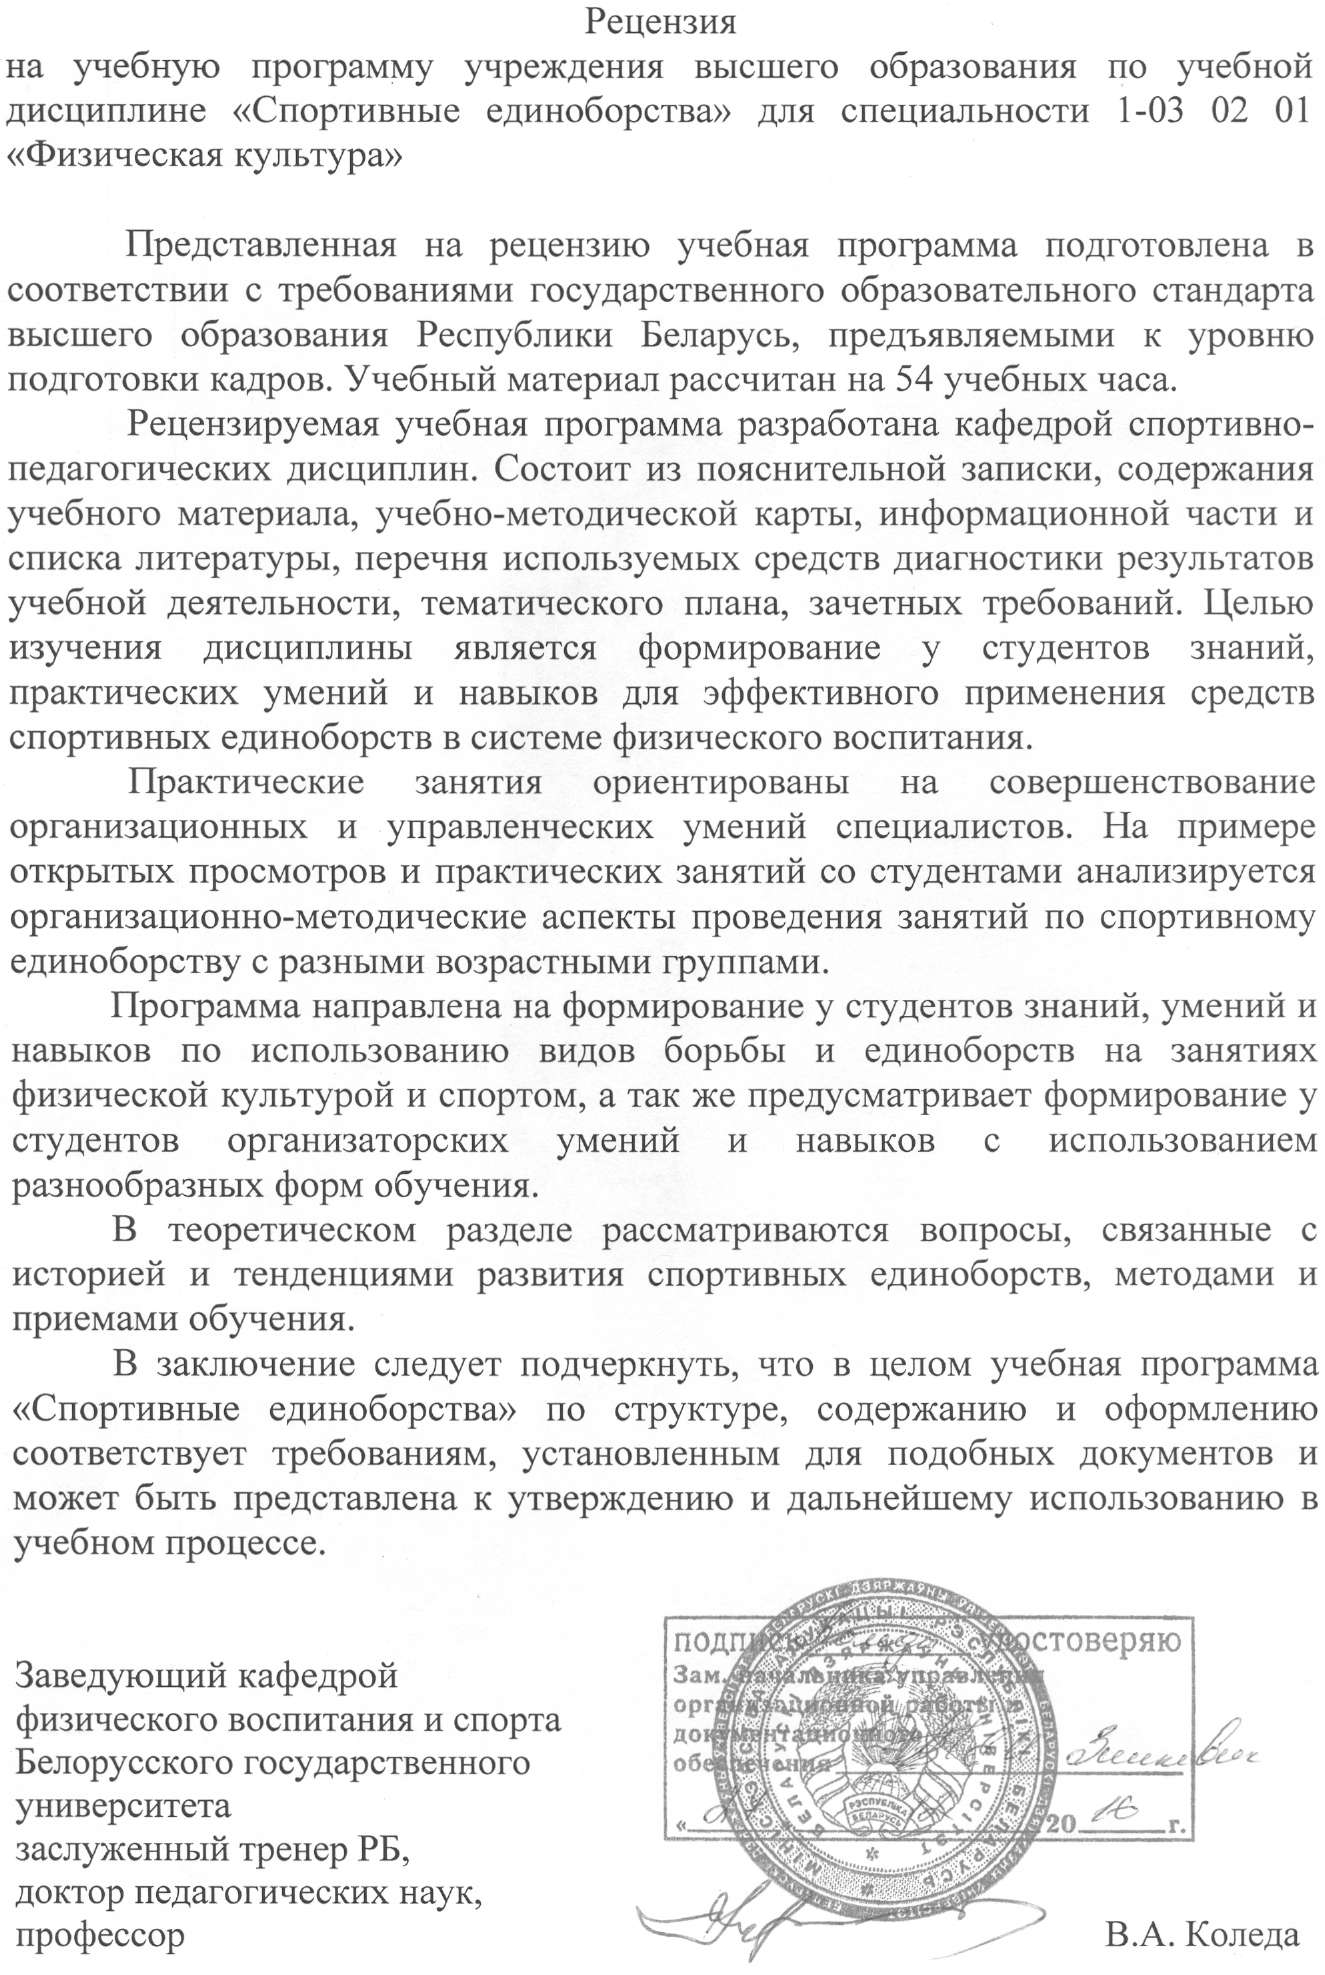 Рецензия
на учебную программу учреждения высшего образования по учебной
дисциплине «Спортивные единоборства» для специальности 1-03 02 01
«Физическая культура»
Представленная на рецензию учебная программа подготовлена в
соответствии с требованиями государственного образовательного стандарта
высшего образования Республики Беларусь, предъявляемыми к уровню
подготовки кадров. Учебный материал рассчитан на 54 учебных часа.
Рецензируемая учебная программа разработана кафедрой спортивно-
педагогических дисциплин. Состоит из пояснительной записки, содержания
учебного материала, учебно-методической карты, информационной части и
списка литературы, перечня используемых средств диагностики результатов
учебной деятельности, тематического плана, зачетных требований. Целью
изучения дисциплины является формирование у студентов знаний,
практических умений и навыков для эффективного применения средств
спортивных единоборств в системе физического воспитания.
Практические занятия ориентированы на совершенствование
организационных и управленческих умений специалистов. На примере
открытых просмотров и практических занятий со студентами анализируется
организационно-методические аспекты проведения занятий по спортивному
единоборству с разными возрастными группами.
Программа направлена на формирование у студентов знаний, умений и
навыков по использованию видов борьбы и единоборств на занятиях
физической культурой и спортом, а так же предусматривает формирование у
студентов организаторских умений и навыков с использованием
разнообразных форм обучения.
В теоретическом разделе рассматриваются вопросы, связанные с
историей и тенденциями развития спортивных единоборств, методами и
приемами обучения.
В заключение следует подчеркнуть, что в целом учебная программа
«Спортивные единоборства» по структуре, содержанию и оформлению
соответствует требованиям, установленным для подобных документов и
может быть представлена к утверждению и дальнейшему использованию в
учебном процессе.
Заведующий кафедрой
физического воспитания и спорта
Белорусского государственного
университета
заслуженный тренер РБ,
доктор педагогических наук,
профессор
подпись удостоверяю
Зам. начальника управления
организационной работы и
документационного
обеспечения
РЭСПУБЛІКА
БЕЛАРУСЬ
« 20 16 г.
В.А. Коледа